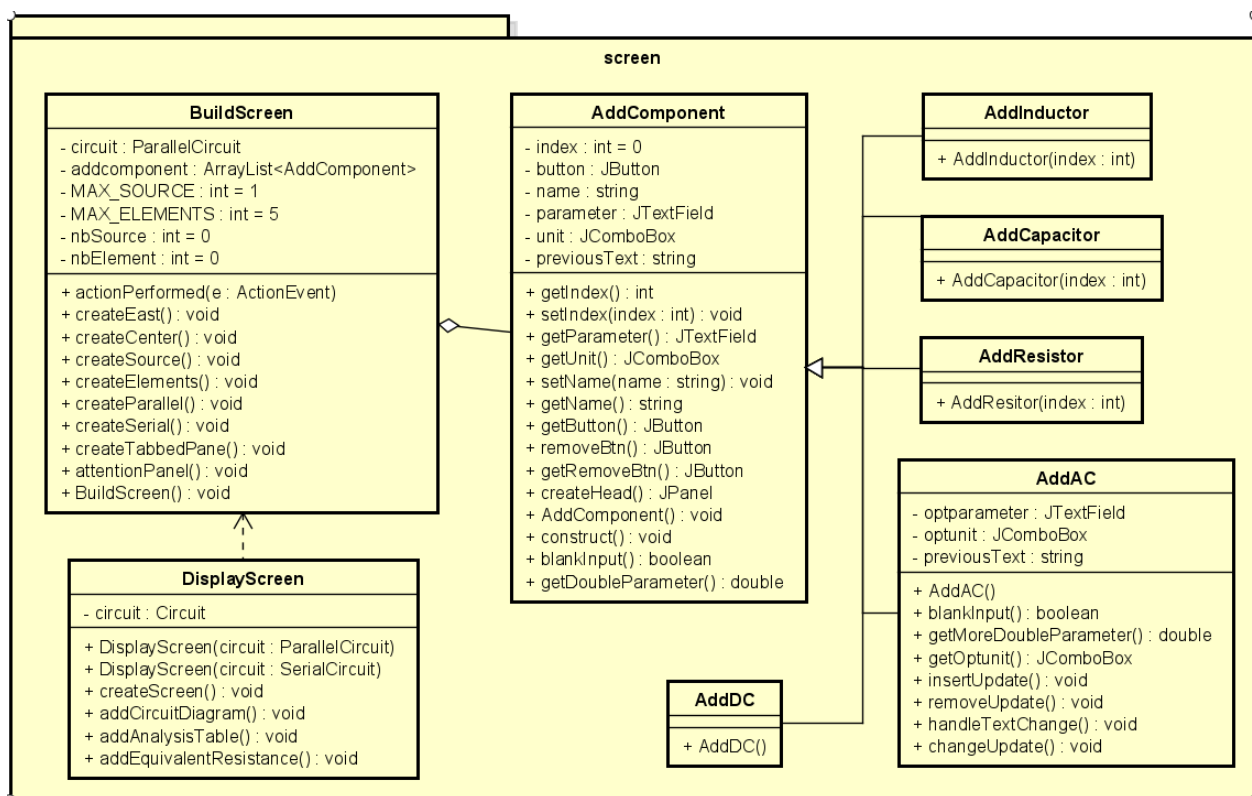 screen
BuildScreen
- circuit : ParallelCircuit
- addcomponent : ArrayList<AddComponent>
- MAX_SOURCE : int = 1
- MAX_ELEMENTS : int = 5
- nbSource : int = 0
- nbElement : int = 0
+ actionPerformed(e : ActionEvent)
+ createEast() : void
+ createCenter() : void
+ createSource() : void
+ createElements() : void
+ createParallel() : void
+ createSerial() : void
+ createTabbedPane() : void
+ attentionPanel() : void
+ BuildScreen() : void
DisplayScreen
- circuit : Circuit
+ DisplayScreen(circuit : ParallelCircuit)
+ DisplayScreen(circuit : SerialCircuit)
+ createScreen() : void
+ addCircuitDiagram() : void
+ addAnalysisTable() : void
+ addEquivalentResistance() : void
AddComponent
- index : int = 0
- button : JButton
- name : string
- parameter : JTextField
- unit : JComboBox
- previousText : string
+ getIndex() : int
+ setIndex(index : int) : void
+ getParameter() : JTextField
+ getUnit() : JComboBox
+ setName(name : string) : void
+ getName() : string
+ getButton() : JButton
+ removeBtn() : JButton
+ getRemoveBtn() : JButton
+ createHead() : JPanel
+ AddComponent() : void
+ construct() : void
+ blankInput() : boolean
+ getDoubleParameter() : double
AddInductor
+ AddInductor(index : int)
AddCapacitor
+ AddCapacitor(index : int)
AddResistor
+ AddResitor(index : int)
AddAC
- optparameter : JTextField
- optunit : JComboBox
- previousText : string
+ AddAC()
+ blankInput() : boolean
+ getMoreDoubleParameter() : double
+ getOptunit() : JComboBox
+ insertUpdate() : void
+ removeUpdate() : void
+ handleTextChange() : void
+ changeUpdate() : void
AddDC
+ AddDC()